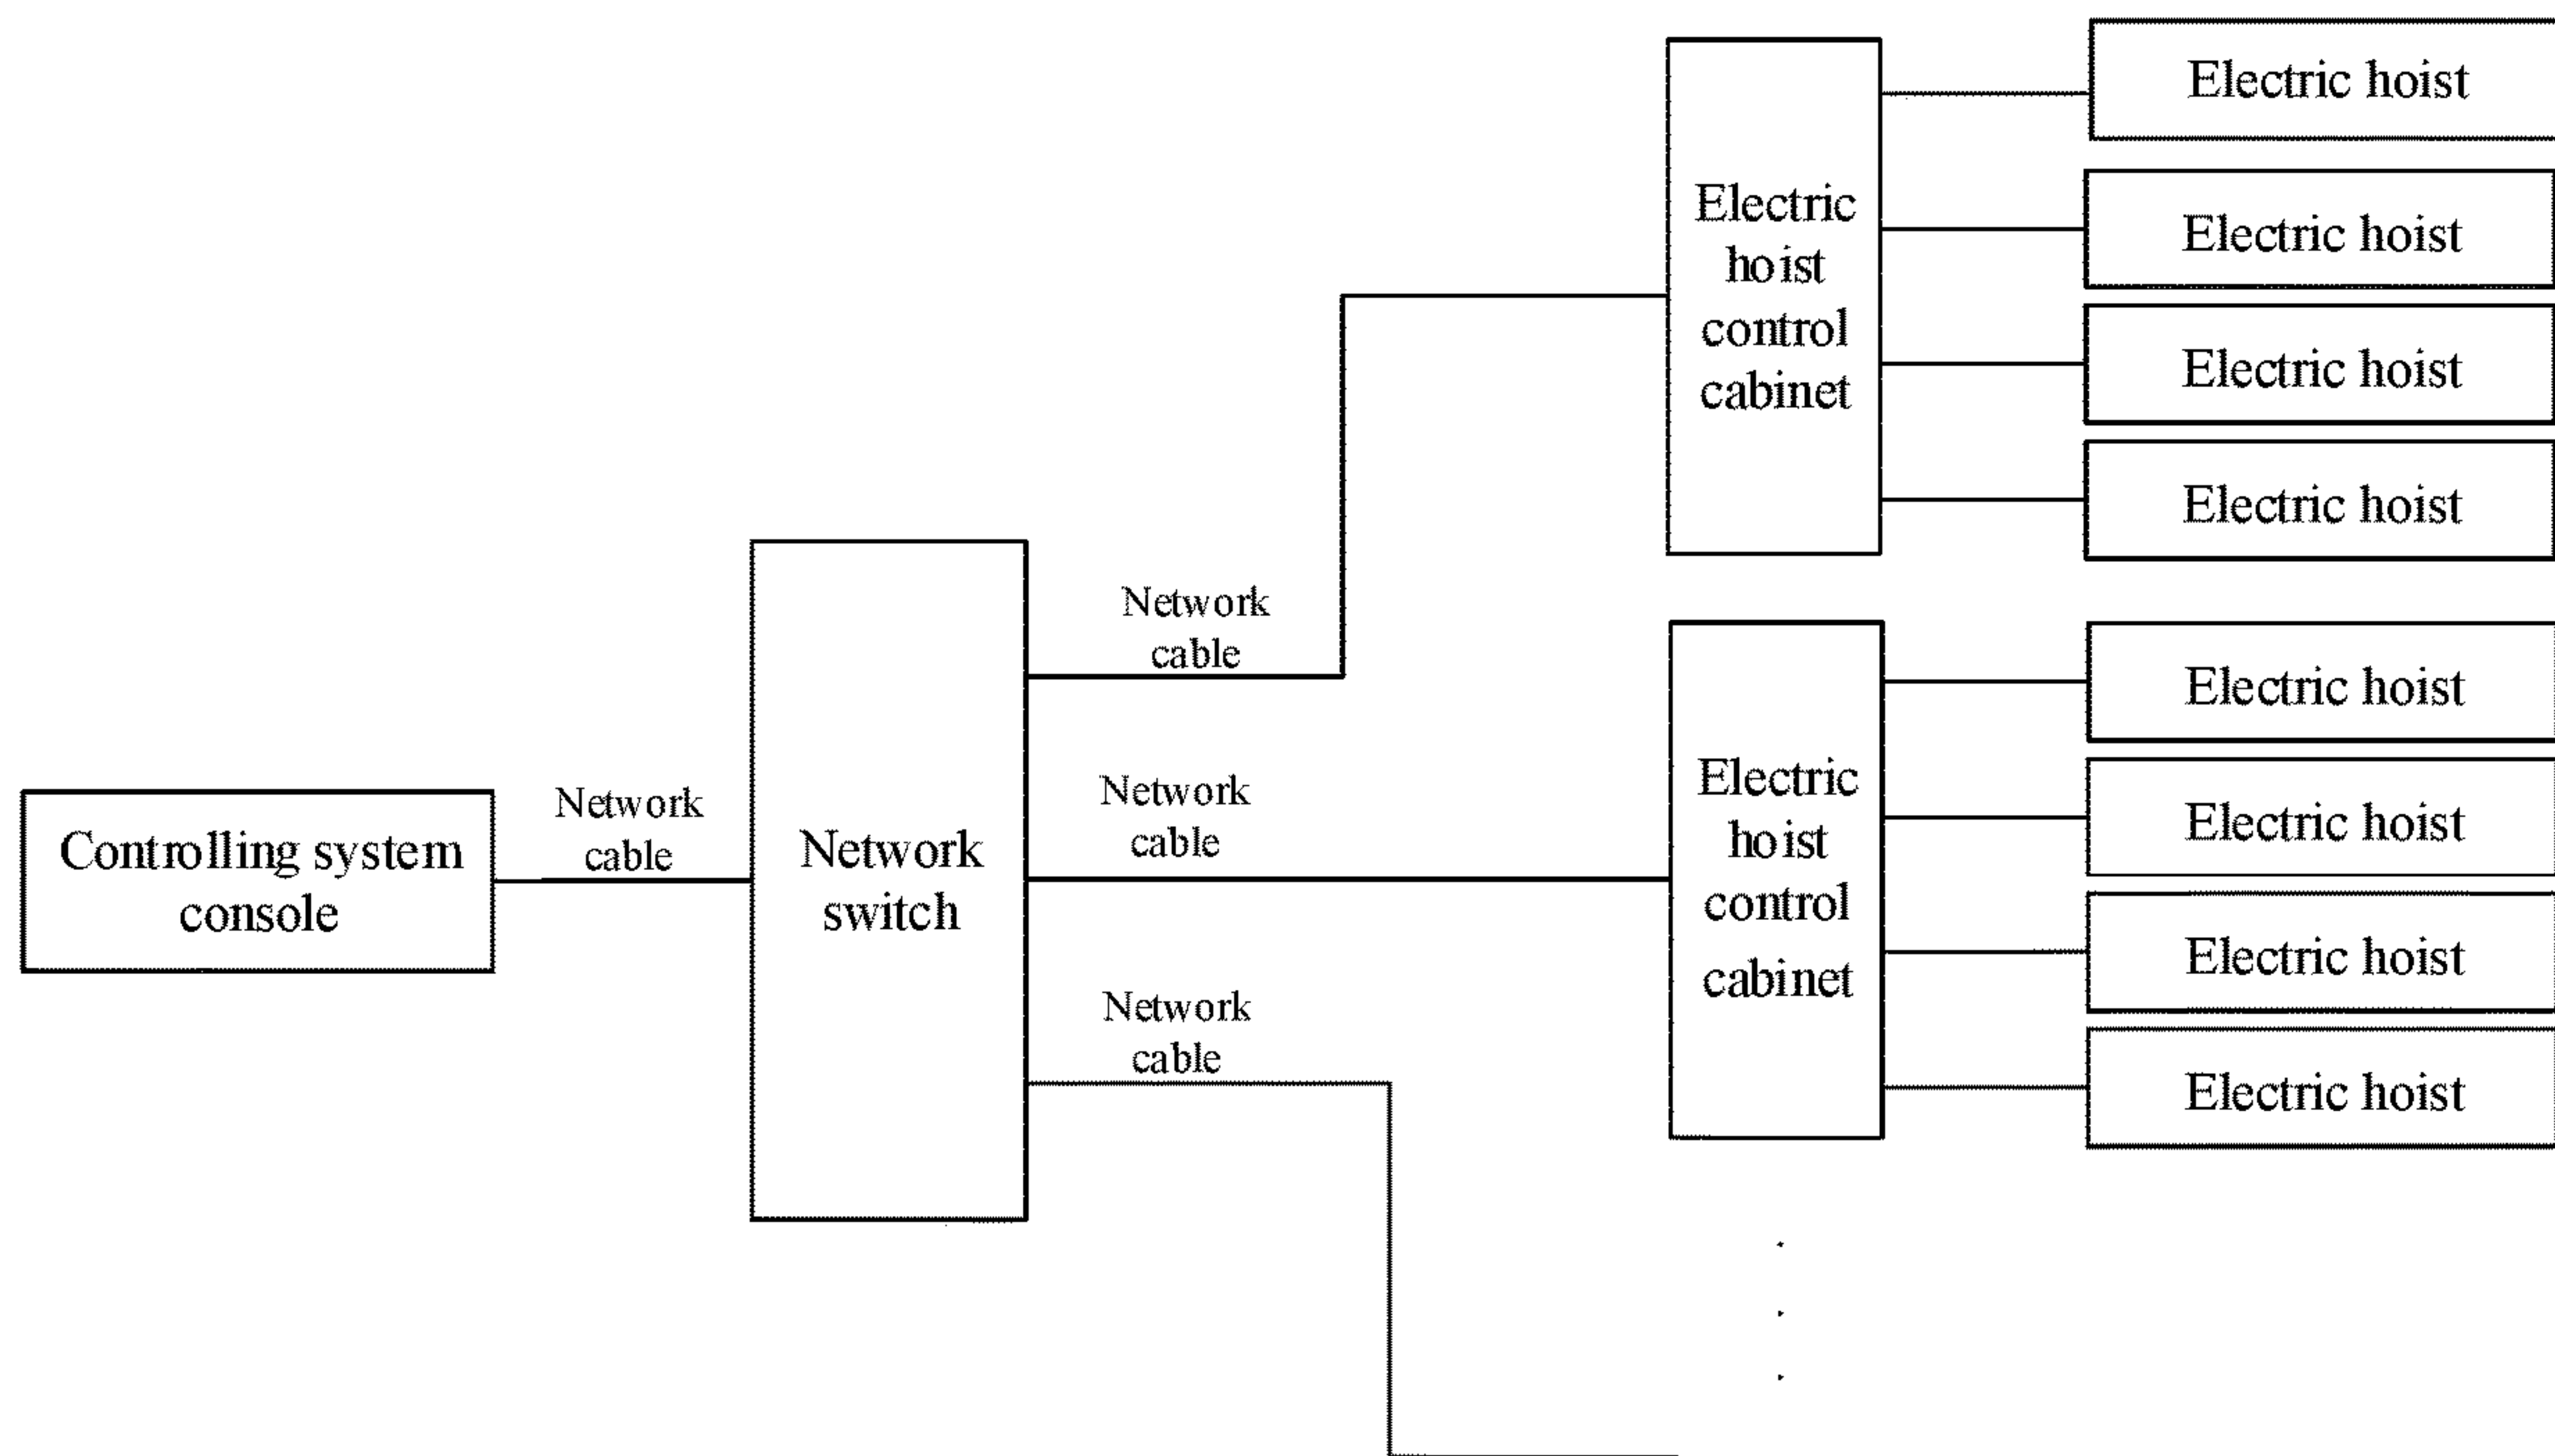 Controlling system
console
Network
cable
Network
switch
Network
cable
Network
cable
Network
cable
Electric
hoist
control
cabinet
Electric hoist
Electric hoist
Electric hoist
Electric hoist
Electric
hoist
control
cabinet
Electric hoist
Electric hoist
Electric hoist
Electric hoist